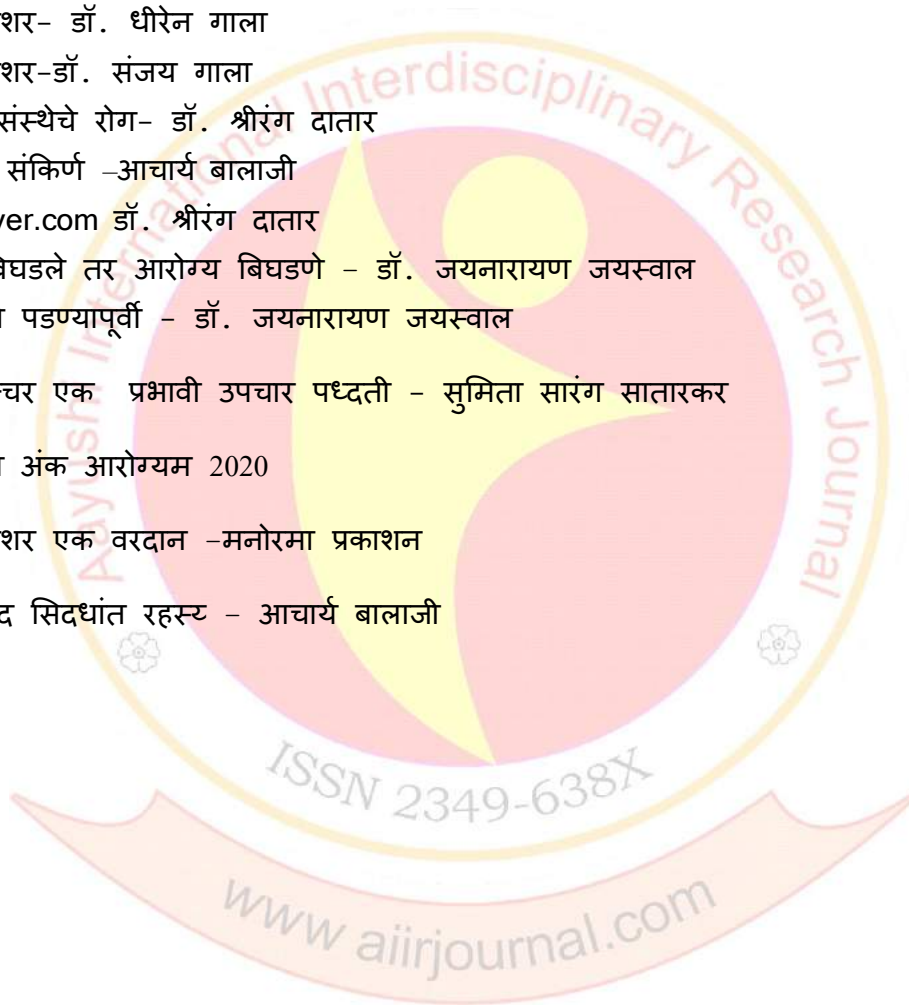 शर- डॉ. धीरेन गाला
शर-डॉ. संजय गाला
संस्थेचे रोग- डॉ. श्रीरंग दातार
संकिर्ण –आचार्य बालाजी
ver.com डॉ. श्रीरंग दातार
बिघडले तर आरोग्य बिघडणे - डॉ. जयनारायण जयस्वाल
पडण्यापूर्वी - डॉ. जयनारायण जयस्वाल
चर एक प्रभावी उपचार पध्दती - सुमिता सारंग सातारकर
अंक आरोग्यम 2020
शर एक वरदान –मनोरमा प्रकाशन
द सिदधांत रहस्य - आचार्य बालाजी
Aayushi International Interdisciplinary Research Journal
ISSN 2349-638X
www aiirjournal.com